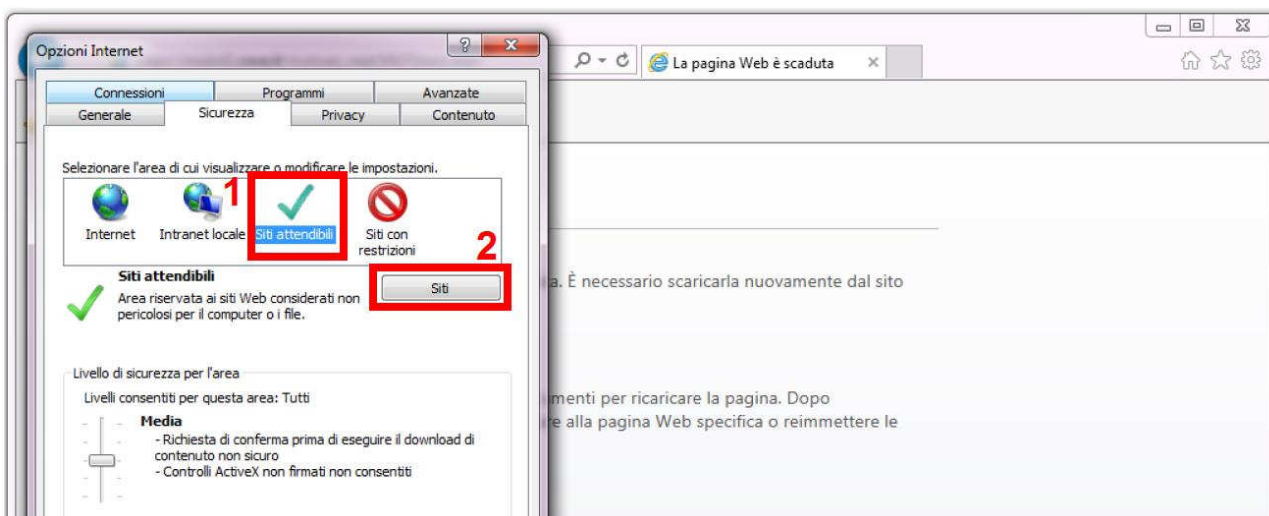 Opzioni Internet
La pagina Web è scaduta
Connessioni Programmi Avanzate
Generale Sicurezza Privacy Contenuto
Selezionare l'area di cui visualizzare o modificare le impostazioni.
1
Internet Intranet locale Siti attendibili Siti con
restrizioni
2
Siti attendibili
Siti
Area riservata ai siti Web considerati non
pericolosi per il computer o i file.
a. È necessario scaricarla nuovamente dal sito
Livello di sicurezza per l'area
Livelli consentiti per questa area: Tutti
Media
- Richiesta di conferma prima di eseguire il download di
contenuto non sicuro
- Controlli ActiveX non firmati non consentiti
menti per ricaricare la pagina. Dopo
re alla pagina Web specifica o reimmettere le